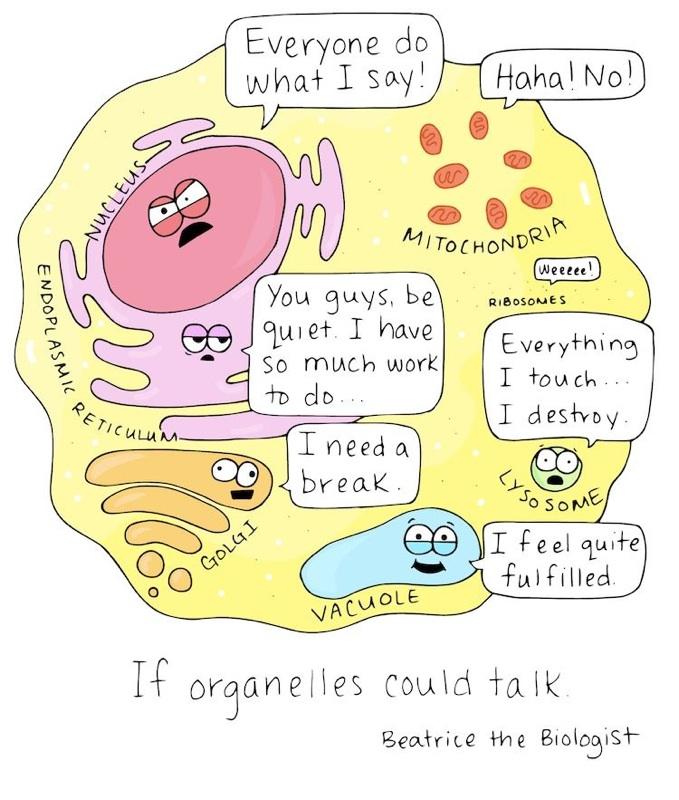 Everyone do
what I say!
Haha! No!
NUCLEUS
MITOCHONDRIA
Weeeee!
RIBOSOMES
ENDOPLASMIC RETICULUM
You guys, be
quiet. I have
so much work
to do...
Everything
I touch...
I destroy.
I need a
break.
LYSOSOME
GOLGI
I feel quite
fulfilled.
VACUOLE
If organelles could talk.
Beatrice the Biologist